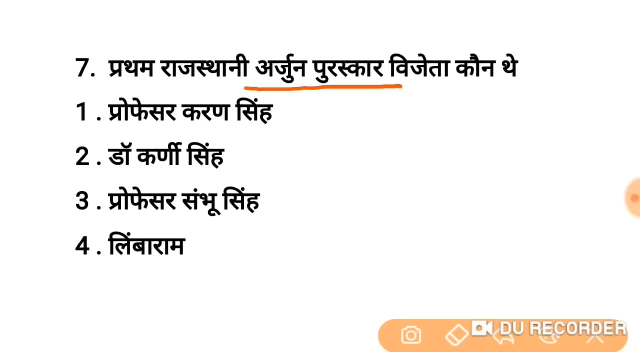 7. प्रथम राजस्थानी अर्जुन पुरस्कार विजेता कौन थे
1 . प्रोफेसर करण सिंह
2 . डॉ कर्णी सिंह
3 . प्रोफेसर संभू सिंह
4 . लिंबाराम
DU RECORDER